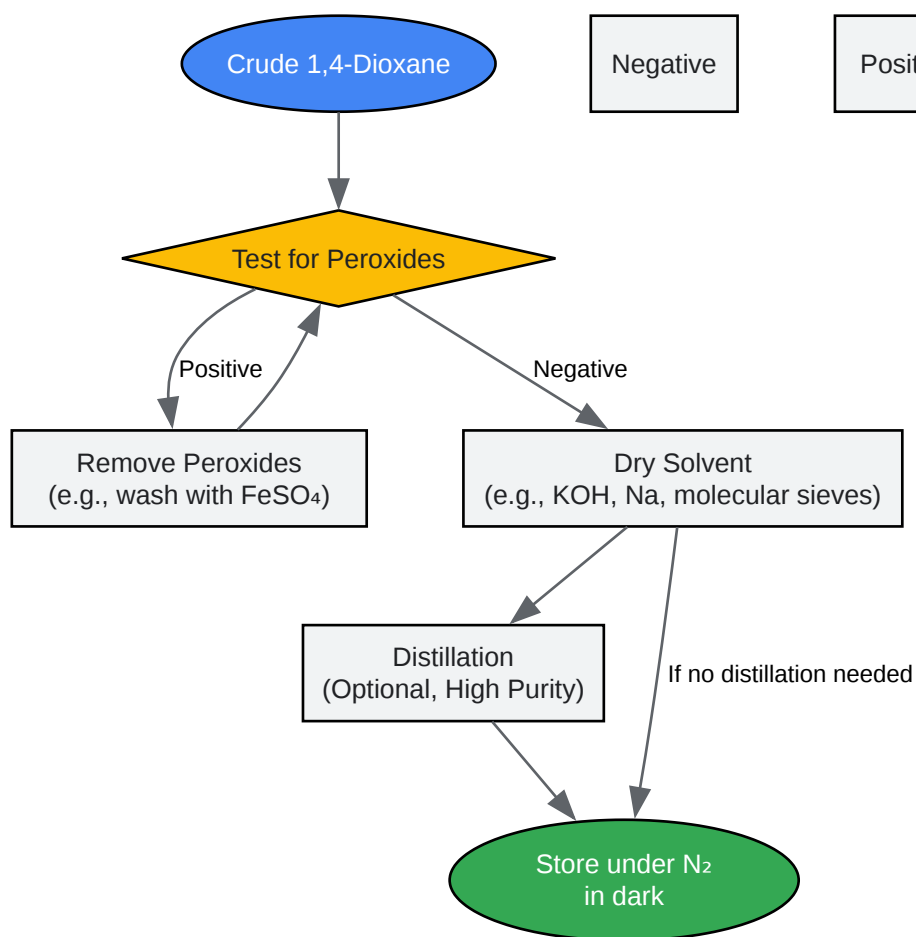 Crude 1,4-Dioxane
Negative
Posit
Test for Peroxides
Positive
Negative
Remove Peroxides
(e.g., wash with FeSO₄)
Dry Solvent
(e.g., KOH, Na, molecular sieves)
Distillation
(Optional, High Purity)
If no distillation needed
Store under N₂
in dark